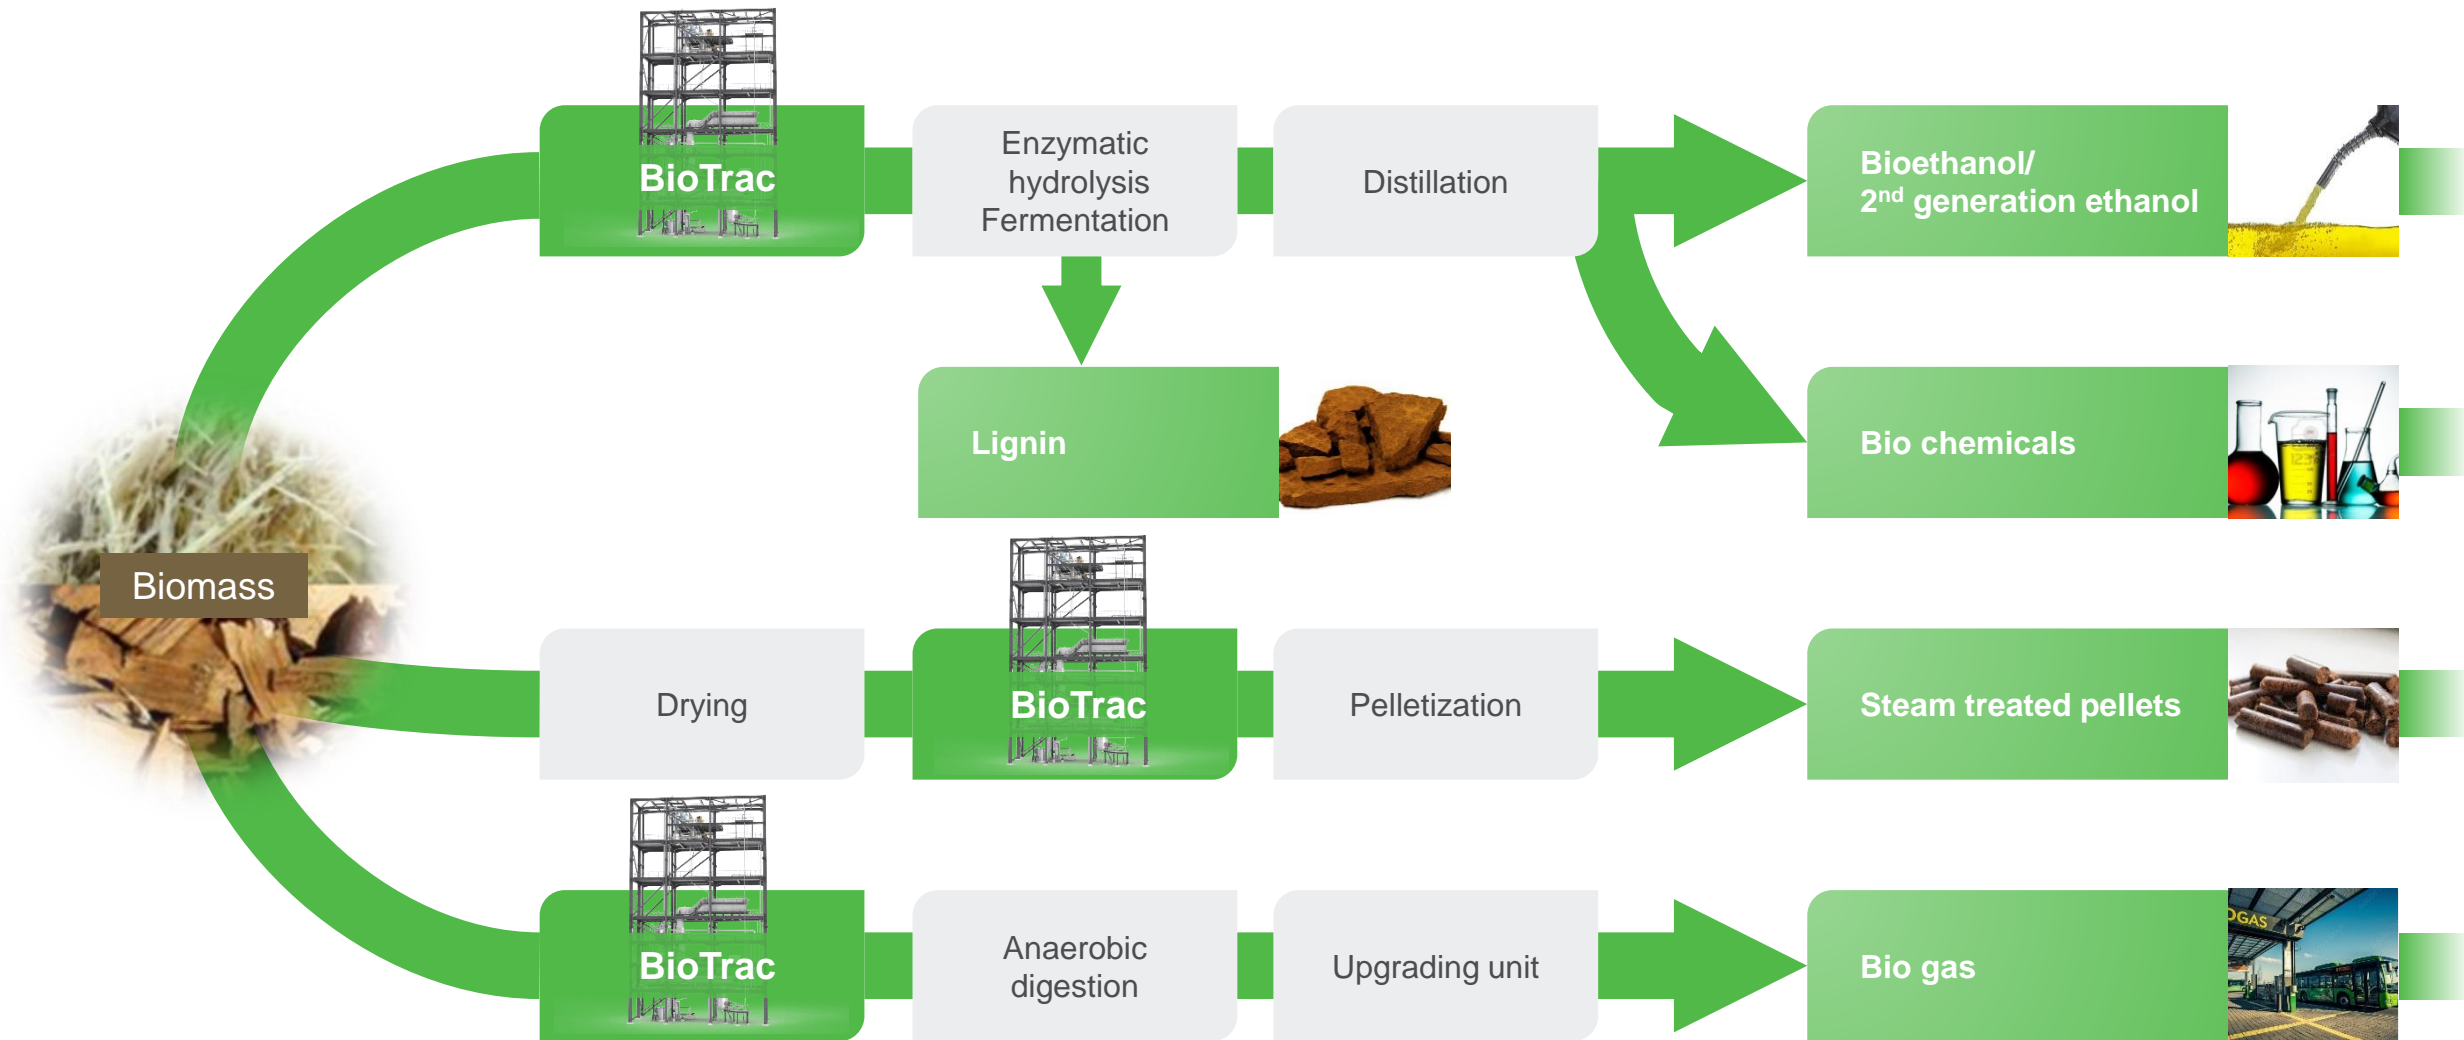 BioTrac
Enzymatic
hydrolysis
Fermentation
Distillation
Bioethanol/
2nd generation ethanol
Lignin
Bio chemicals
Biomass
Drying
BioTrac
Pelletization
Steam treated pellets
BioTrac
Anaerobic
digestion
Upgrading unit
Bio gas
OGAS